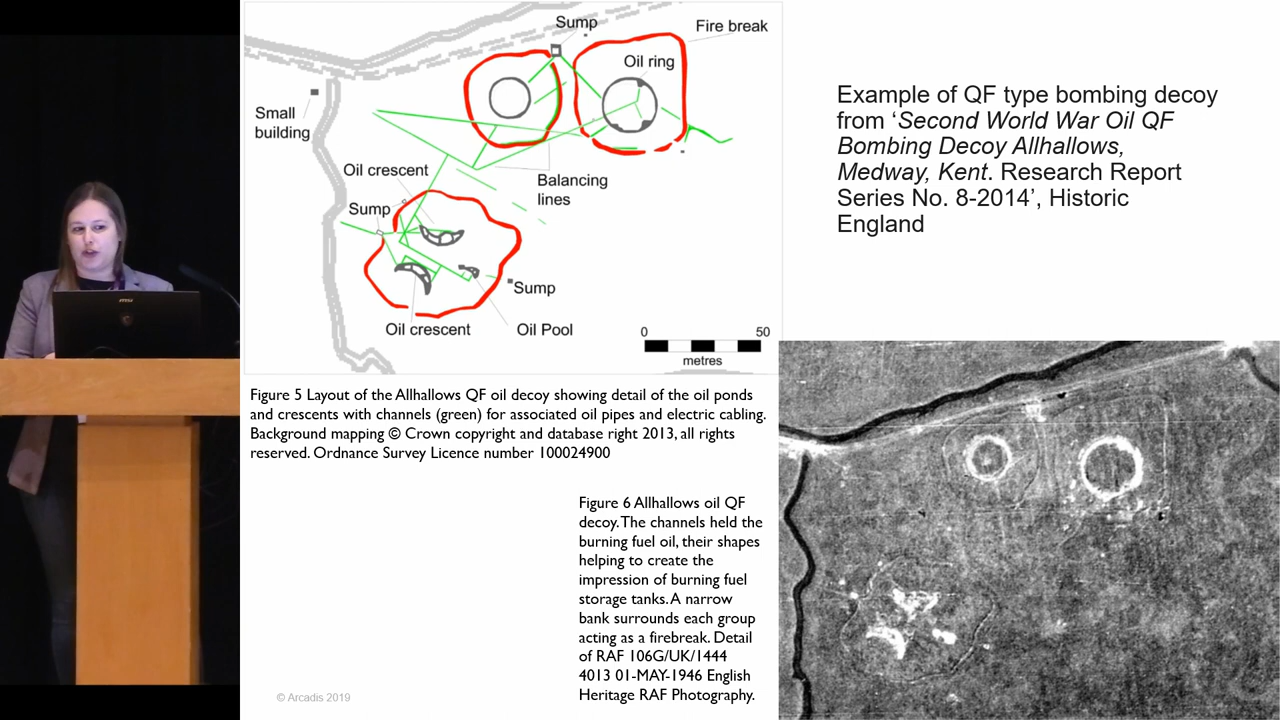 Sump
Fire break
Oil ring
Small
building
Oil crescent
Balancing
lines
Sump
Sump
Oil crescent
Oil Pool
0 50
metres
Figure 5 Layout of the Allhallows QF oil decoy showing detail of the oil ponds
and crescents with channels (green) for associated oil pipes and electric cabling.
Background mapping © Crown copyright and database right 2013, all rights
reserved. Ordnance Survey Licence number 100024900
Example of QF type bombing decoy
from ‘Second World War Oil QF
Bombing Decoy Allhallows,
Medway, Kent. Research Report
Series No. 8-2014’, Historic
England
Figure 6 Allhallows oil QF
decoy. The channels held the
burning fuel oil, their shapes
helping to create the
impression of burning fuel
storage tanks. A narrow
bank surrounds each group
acting as a firebreak. Detail
of RAF 106G/UK/1444
4013 01-MAY-1946 English
Heritage RAF Photography.
© Arcadis 2019
msi